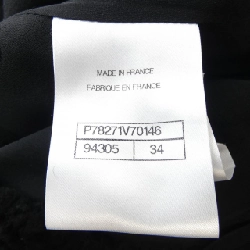 MADE IN FRANCE
FABRIQUE EN FRANCE
P78271V70146
94305 34